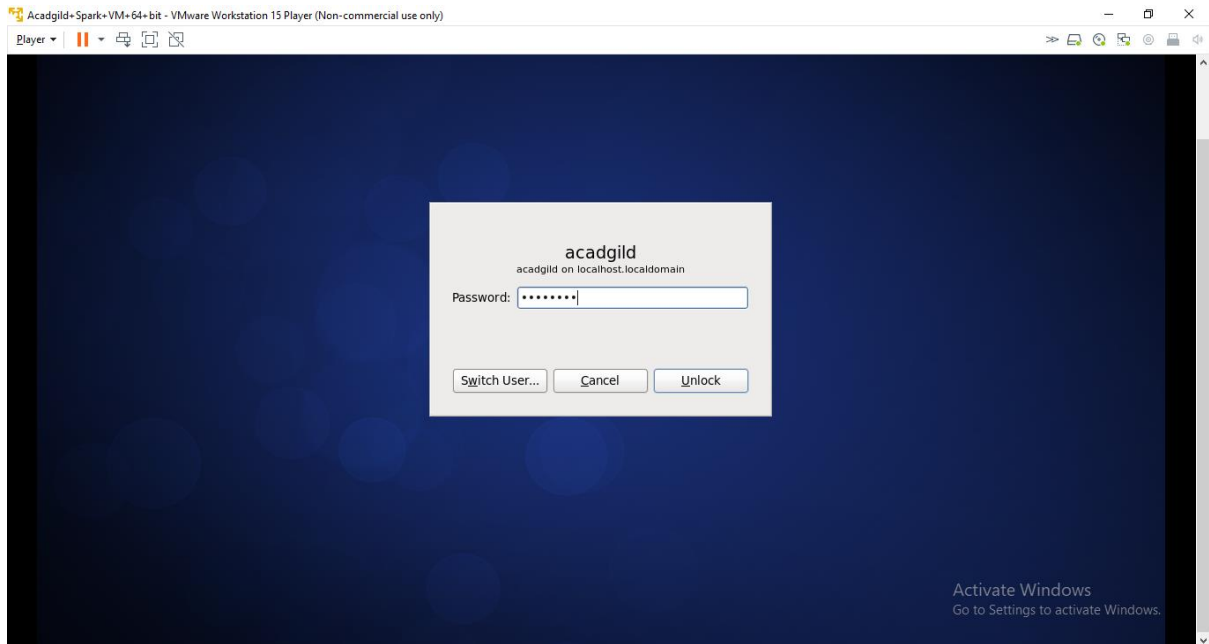 Acadgild+Spark+VM+64+bit - VMware Workstation 15 Player (Non-commercial use only)
Player
acadgild
acadgild on localhost.localdomain
Password: ••••••••
Switch User... Cancel Unlock
Activate Windows
Go to Settings to activate Windows.